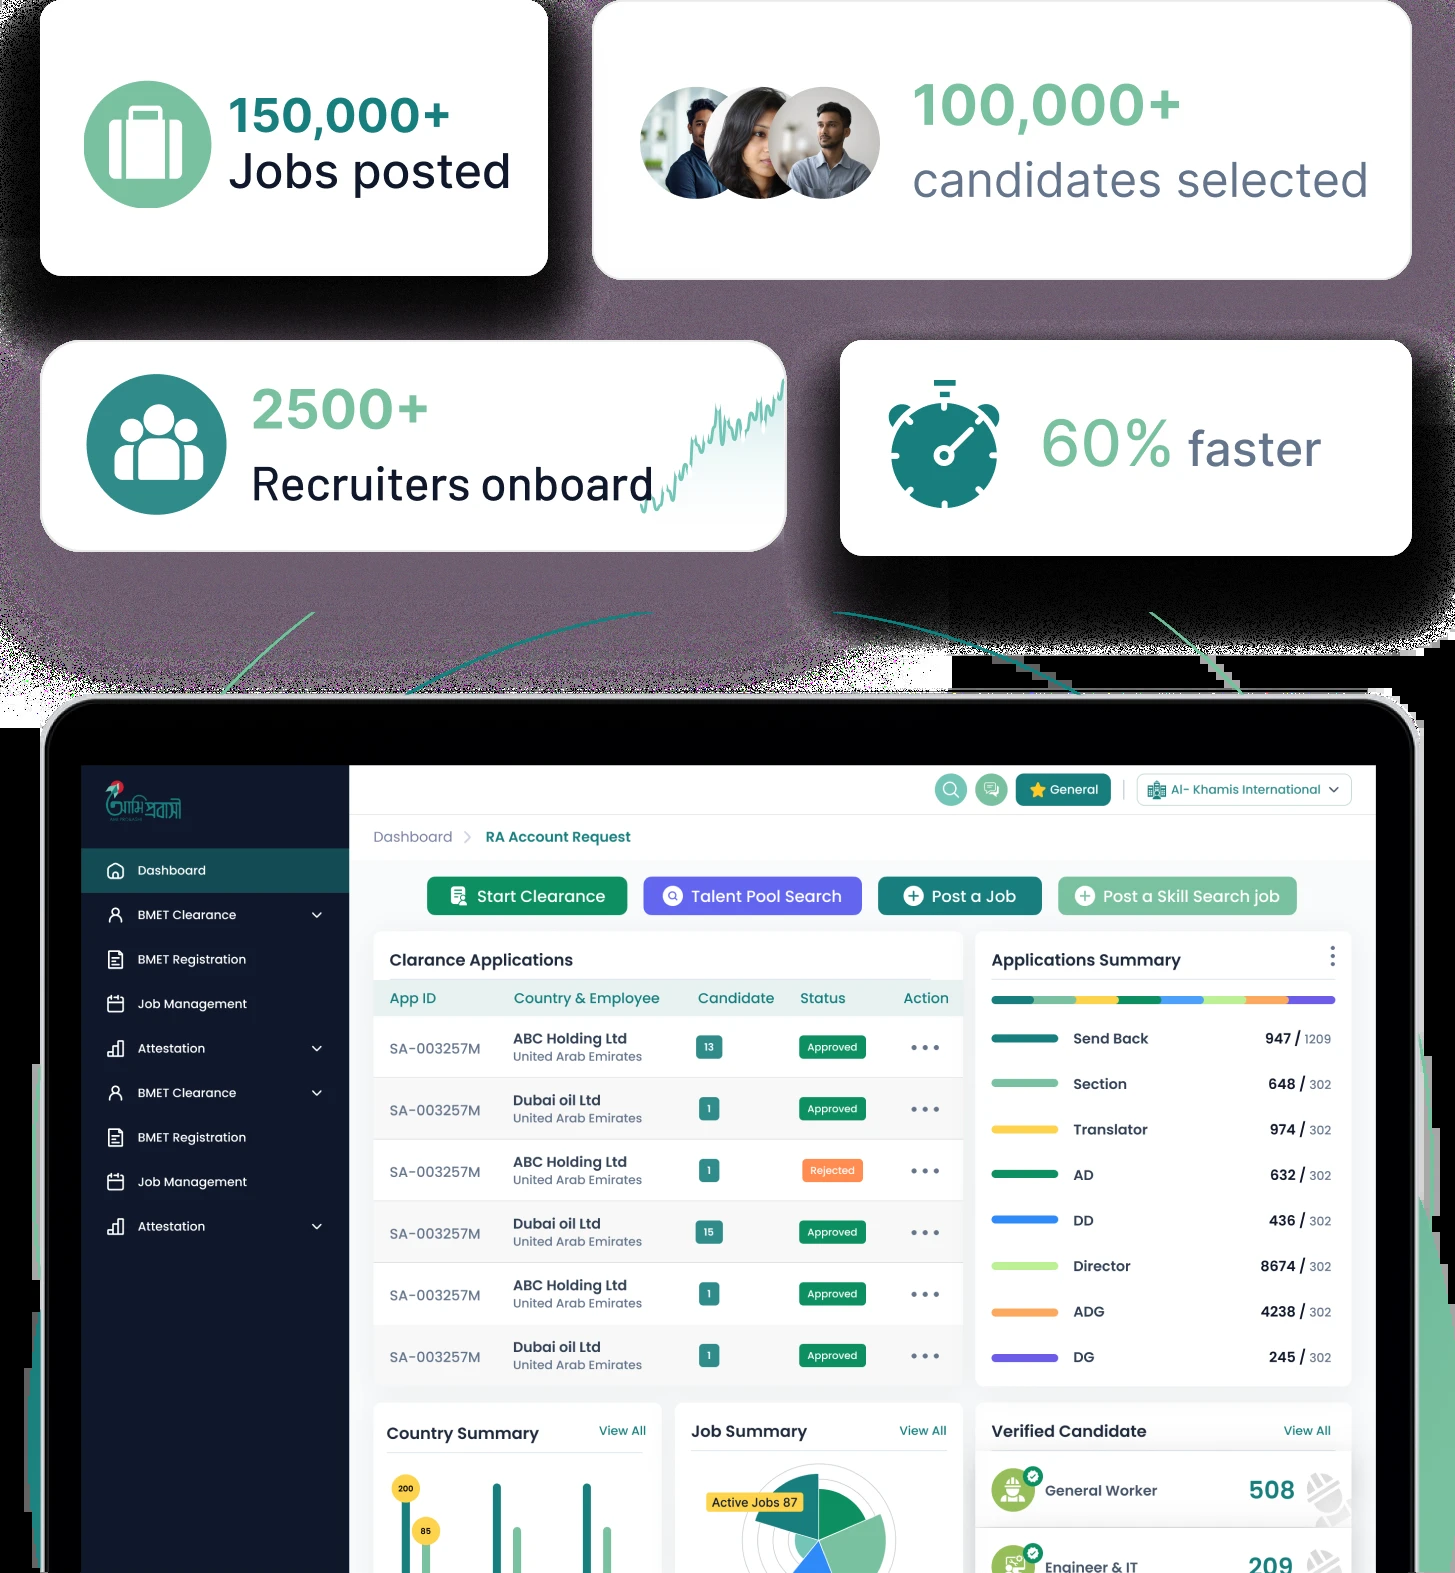 150,000+
Jobs posted
100,000+
candidates selected
2500+
Recruiters onboard
60% faster
আমি প্রবাসী
General
Al- Khamis International
Dashboard
RA Account Request
Dashboard
BMET Clearance
BMET Registration
Job Management
Attestation
BMET Clearance
BMET Registration
Job Management
Attestation
Start Clearance
Talent Pool Search
Post a Job
Post a Skill Search job
Clarance Applications
App ID Country & Employee Candidate Status Action
SA-003257M ABC Holding Ltd 13 Approved
United Arab Emirates
SA-003257M Dubai oil Ltd 1 Approved
United Arab Emirates
SA-003257M ABC Holding Ltd 1 Rejected
United Arab Emirates
SA-003257M Dubai oil Ltd 15 Approved
United Arab Emirates
SA-003257M ABC Holding Ltd 1 Approved
United Arab Emirates
SA-003257M Dubai oil Ltd 1 Approved
United Arab Emirates
Applications Summary
Send Back 947 / 1209
Section 648 / 302
Translator 974 / 302
AD 632 / 302
DD 436 / 302
Director 8674 / 302
ADG 4238 / 302
DG 245 / 302
Country Summary View All
200
85
Job Summary View All
Active Jobs 87
Verified Candidate View All
General Worker 508
Engineer & IT 209